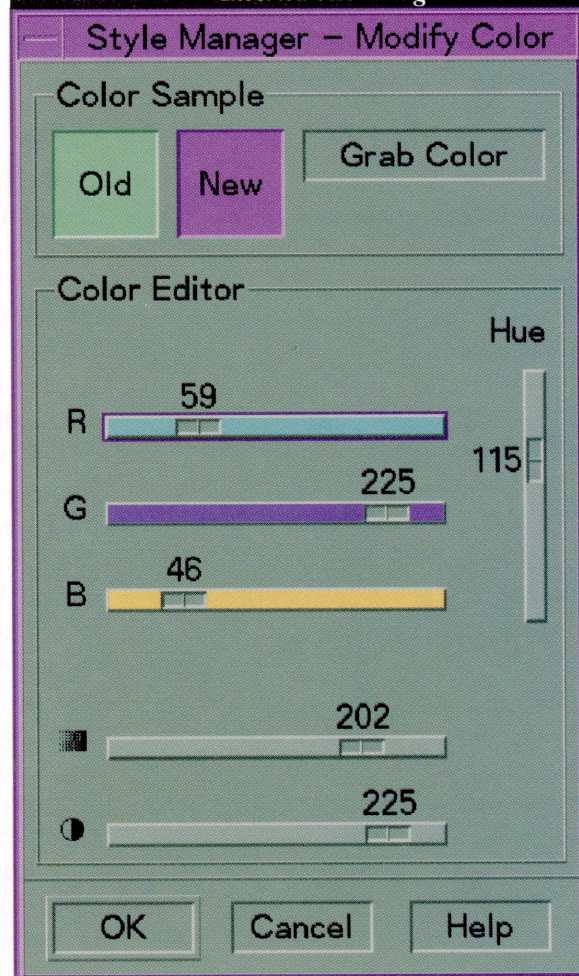 Style Manager – Modify Color
Color Sample
Old
New
Grab Color
Color Editor
Hue
R
59
115
G
225
B
46
202
225
OK
Cancel
Help